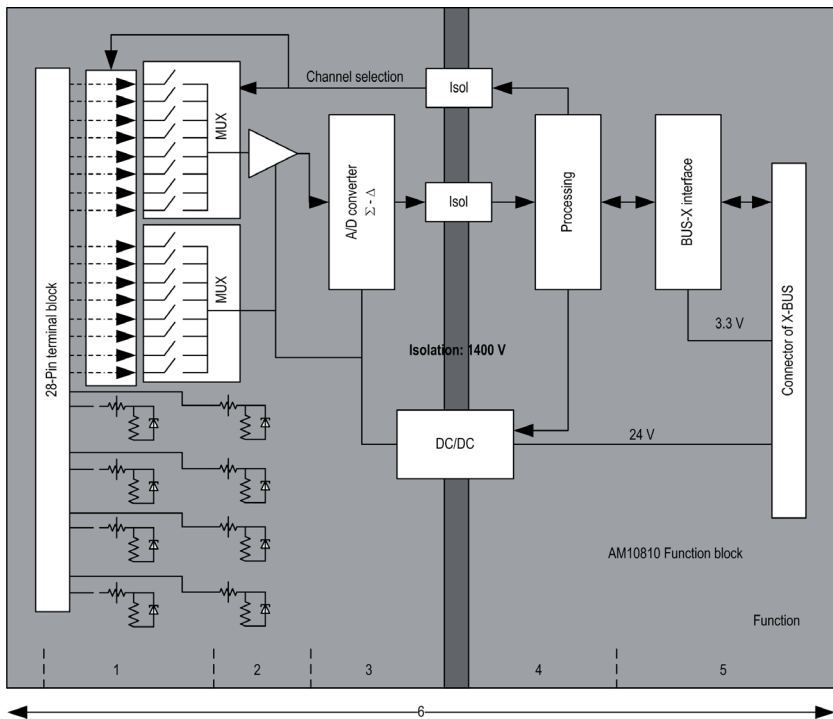 Channel selection
Isol
MUX
28-Pin terminal block
A/D converter
Σ - Δ
Isol
Processing
BUS-X interface
Connector of X-BUS
MUX
3.3 V
Isolation: 1400 V
DC/DC
24 V
AM10810 Function block
Function
1
2
3
4
5
6